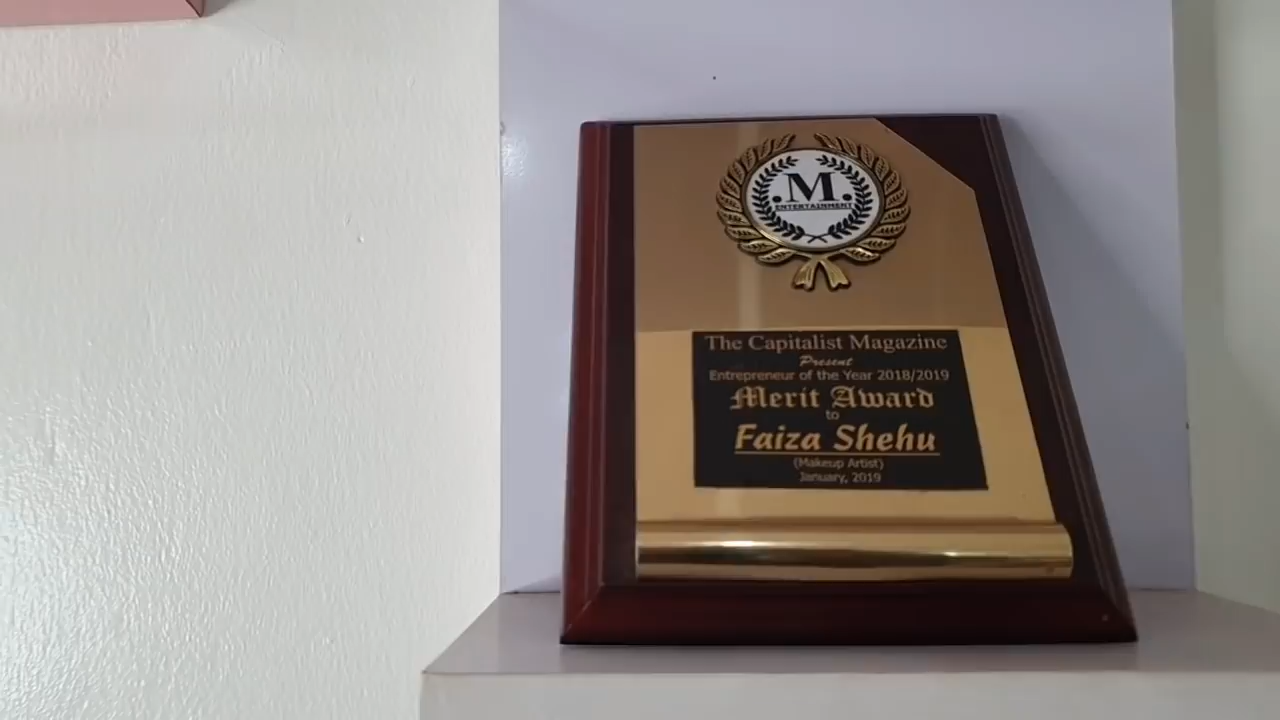 .M.
ENTERTAINMENT
The Capitalist Magazine
Present
Entrepreneur of the Year 2018/2019
Merit Award
to
Faiza Shehu
(Makeup Artist)
January, 2019